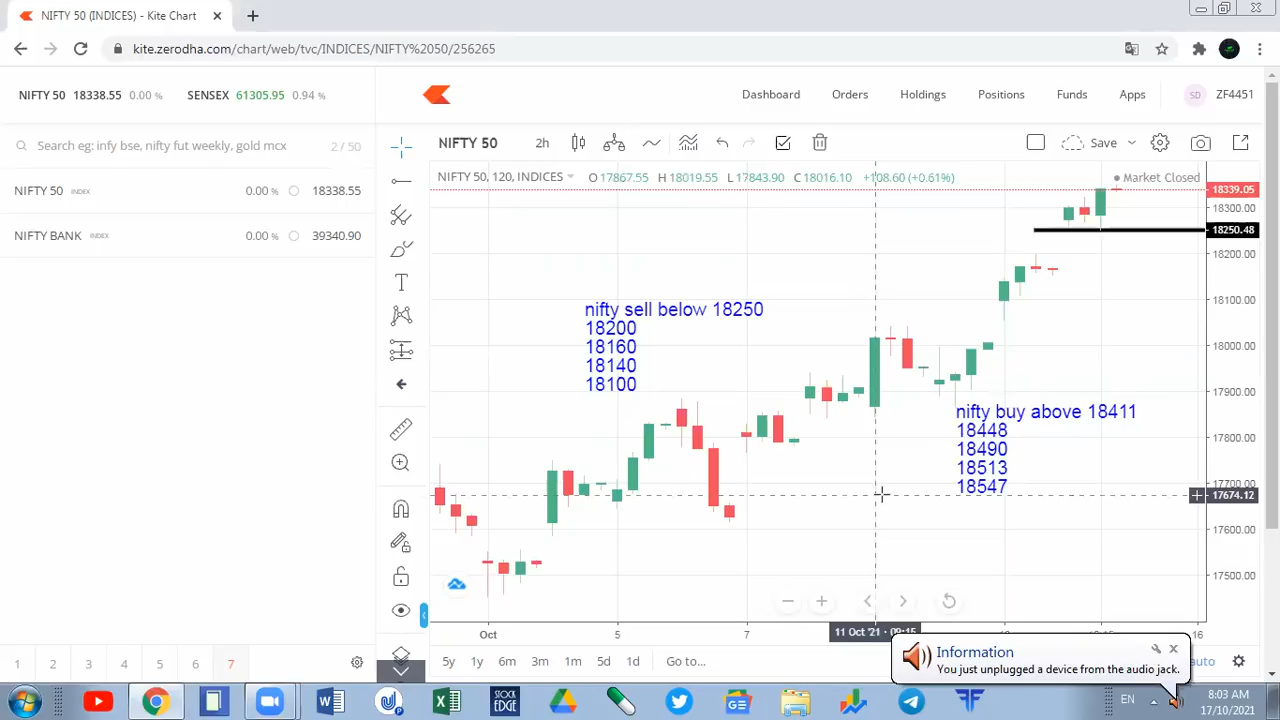 NIFTY 50 (INDICES) - Kite Chart
kite.zerodha.com/chart/web/tvc/INDICES/NIFTY%2050/256265
NIFTY 50 18338.55 0.00 % SENSEX 61305.95 0.94 %
Dashboard Orders Holdings Positions Funds Apps SD ZF4451
Search eg: infy bse, nifty fut weekly, gold mcx 2 / 50
NIFTY 50 INDEX 0.00 % 18338.55
NIFTY BANK INDEX 0.00 % 39340.90
NIFTY 50 2h Save
NIFTY 50, 120, INDICES O 17867.55 H 18019.55 L 17843.90 C 18016.10 +108.60 (+0.61%) Market Closed
18339.05
18300.00
18250.48
18200.00
18100.00
18000.00
17900.00
17800.00
17700.00
17674.12
17600.00
17500.00
nifty sell below 18250
18200
18160
18140
18100
nifty buy above 18411
18448
18490
18513
18547
Oct 5 7 11 Oct '21 - 09:15 16
1 2 3 4 5 6 7
5y 1y 6m 3m 1m 5d 1d Go to... auto
Information
You just unplugged a device from the audio jack.
STOCK EDGE
EN
8:03 AM
17/10/2021